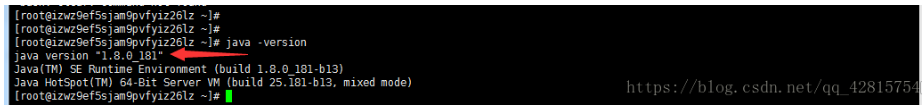 [root@izwz9ef5sjam9pvfyiz26lz ~]#
[root@izwz9ef5sjam9pvfyiz26lz ~]#
[root@izwz9ef5sjam9pvfyiz26lz ~]# java -version
java version "1.8.0_181"
Java(TM) SE Runtime Environment (build 1.8.0_181-b13)
Java HotSpot(TM) 64-Bit Server VM (build 25.181-b13, mixed mode)
[root@izwz9ef5sjam9pvfyiz26lz ~]#
https://blog.csdn.net/qq_42815754